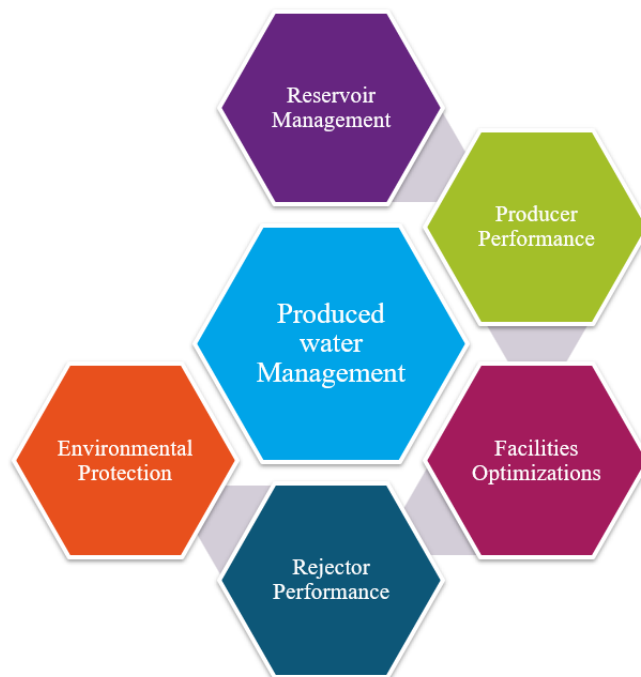 Reservoir
Management
Producer
Performance
Produced
water
Management
Environmental
Protection
Facilities
Optimizations
Rejector
Performance